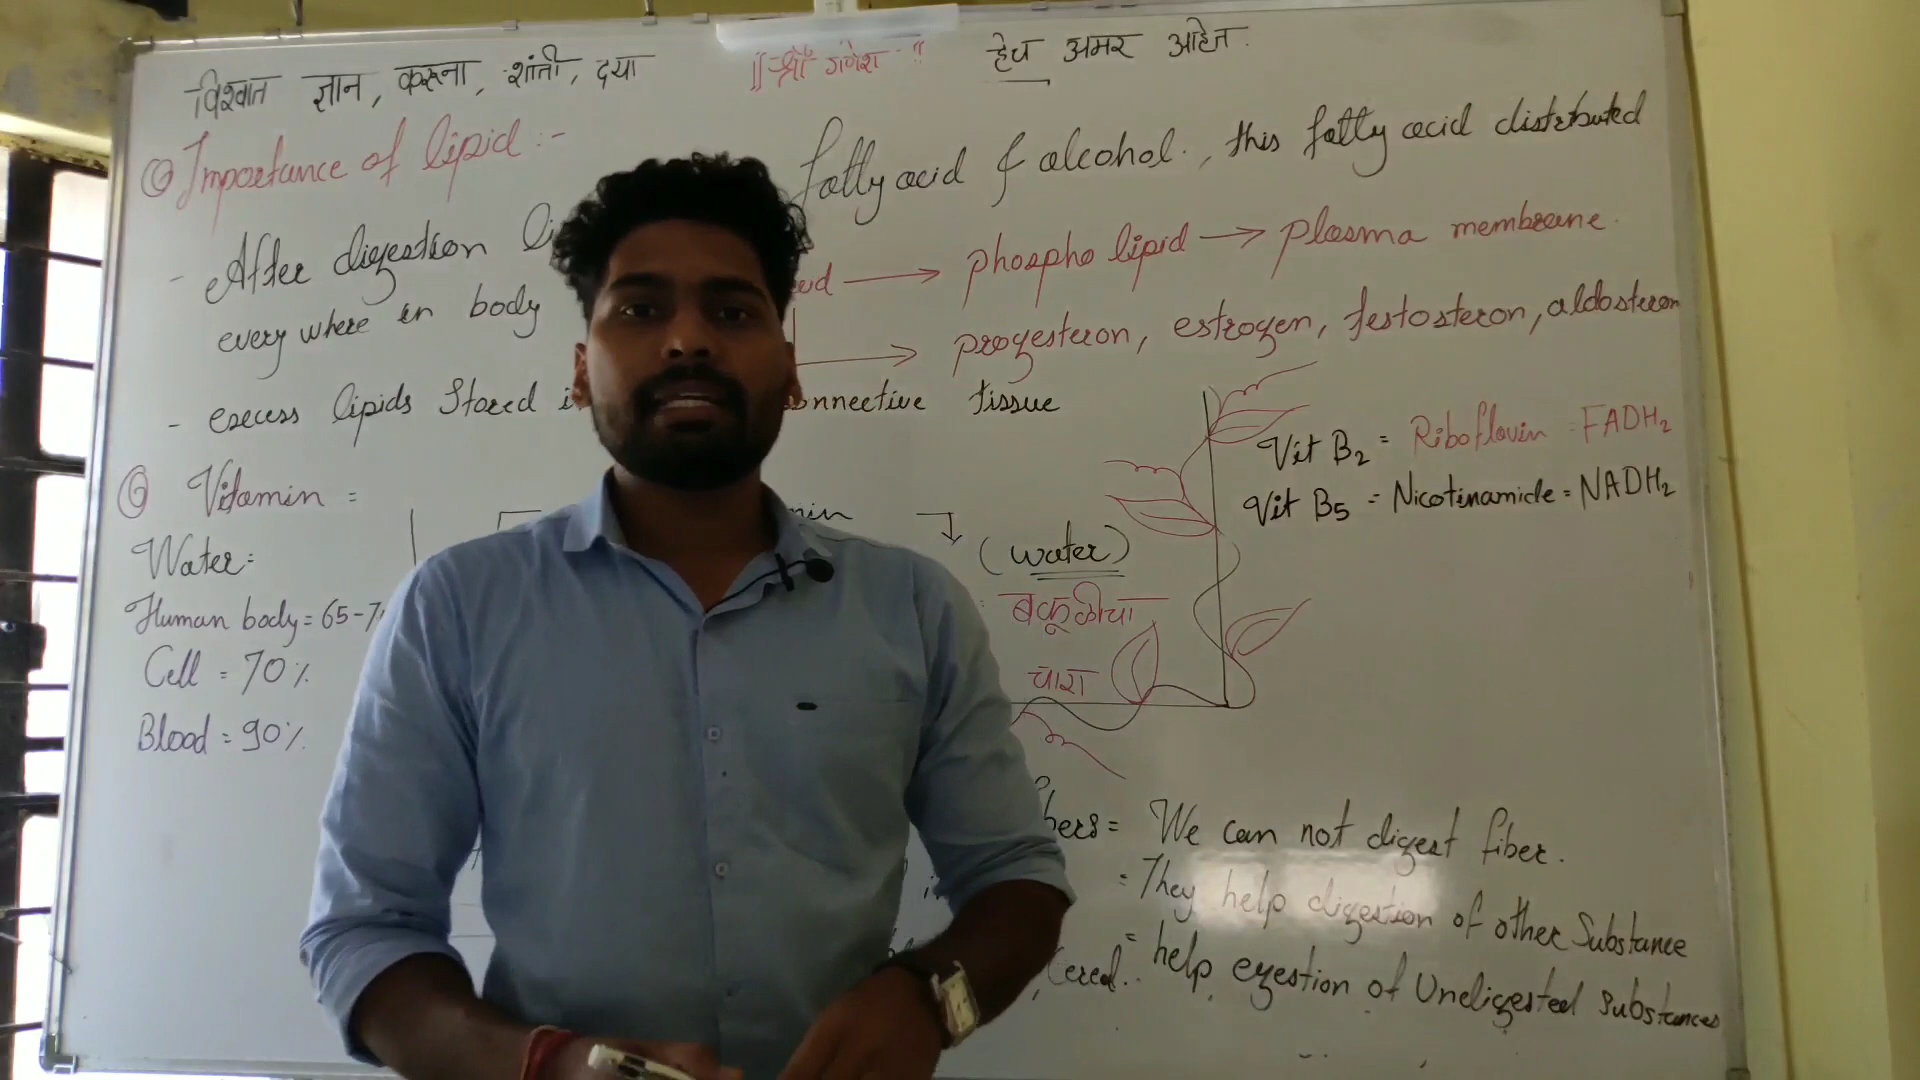 विश्वात ज्ञान, करूना, शांती, दया
॥ श्री गणेश ॥
हेच अमर आहेत.
Importance of lipid :-
- After digestion li fatty acid & alcohol., this fatty acid distributed
every where in body
→ phospho lipid → plasma membrane.
→ progesteron, estrogen, testosteron, aldosteron
- excess lipids stored i onnective tissue
Vitamin =
(water)
Vit B2 = Riboflavin = FADH2
Vit B5 = Nicotinamide = NADH2
Water =
Human body = 65-7
Cell = 70%
Blood = 90%
चारा
bers = We can not digest fiber.
= They help digestion of other Substance
= help egestion of Undigested substances